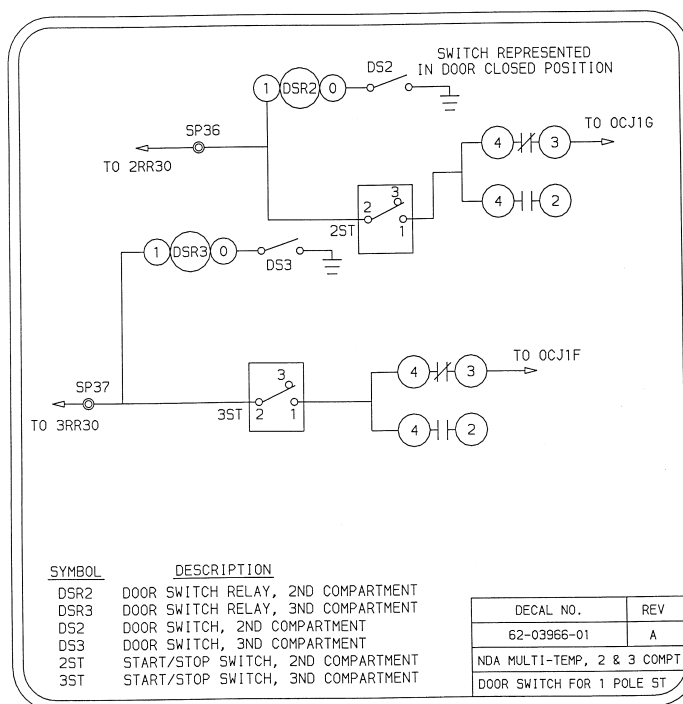 SWITCH REPRESENTED
IN DOOR CLOSED POSITION
DS2
1 DSR2 0
SP36
TO 2RR30
4 3 TO 0CJ1G
4 2
3
2 1
2ST
1 DSR3 0
DS3
4 3 TO 0CJ1F
4 2
SP37
TO 3RR30
3
3ST 2 1
SYMBOL DESCRIPTION
DSR2 DOOR SWITCH RELAY, 2ND COMPARTMENT
DSR3 DOOR SWITCH RELAY, 3ND COMPARTMENT
DS2 DOOR SWITCH, 2ND COMPARTMENT
DS3 DOOR SWITCH, 3ND COMPARTMENT
2ST START/STOP SWITCH, 2ND COMPARTMENT
3ST START/STOP SWITCH, 3ND COMPARTMENT
DECAL NO. REV
62-03966-01 A
NDA MULTI-TEMP, 2 & 3 COMPT
DOOR SWITCH FOR 1 POLE ST